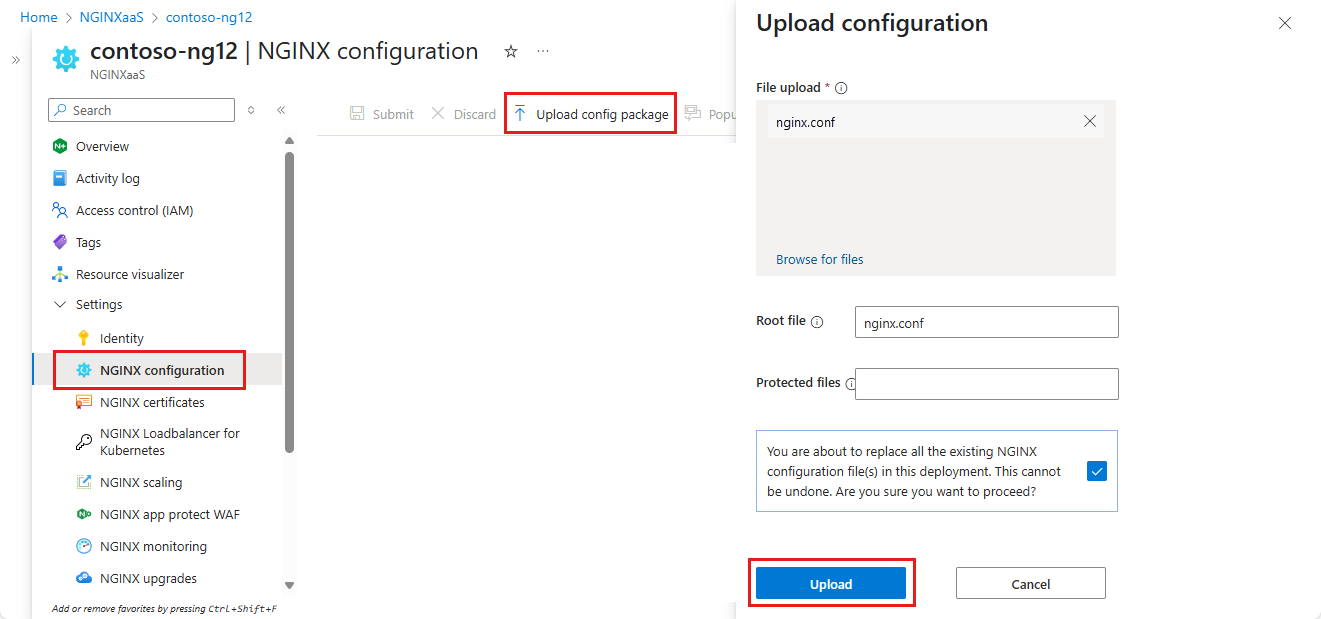 Home > NGINXaaS > contoso-ng12
»
contoso-ng12 | NGINX configuration ☆ ...
NGINXaaS
Search
«
Overview
Activity log
Access control (IAM)
Tags
Resource visualizer
Settings
Identity
NGINX configuration
NGINX certificates
NGINX Loadbalancer for
Kubernetes
NGINX scaling
NGINX app protect WAF
NGINX monitoring
NGINX upgrades
Add or remove favorites by pressing Ctrl+Shift+F
Submit Discard Upload config package Popu
Upload configuration
File upload *
nginx.conf
Browse for files
Root file nginx.conf
Protected files
You are about to replace all the existing NGINX
configuration file(s) in this deployment. This cannot
be undone. Are you sure you want to proceed?
Upload Cancel